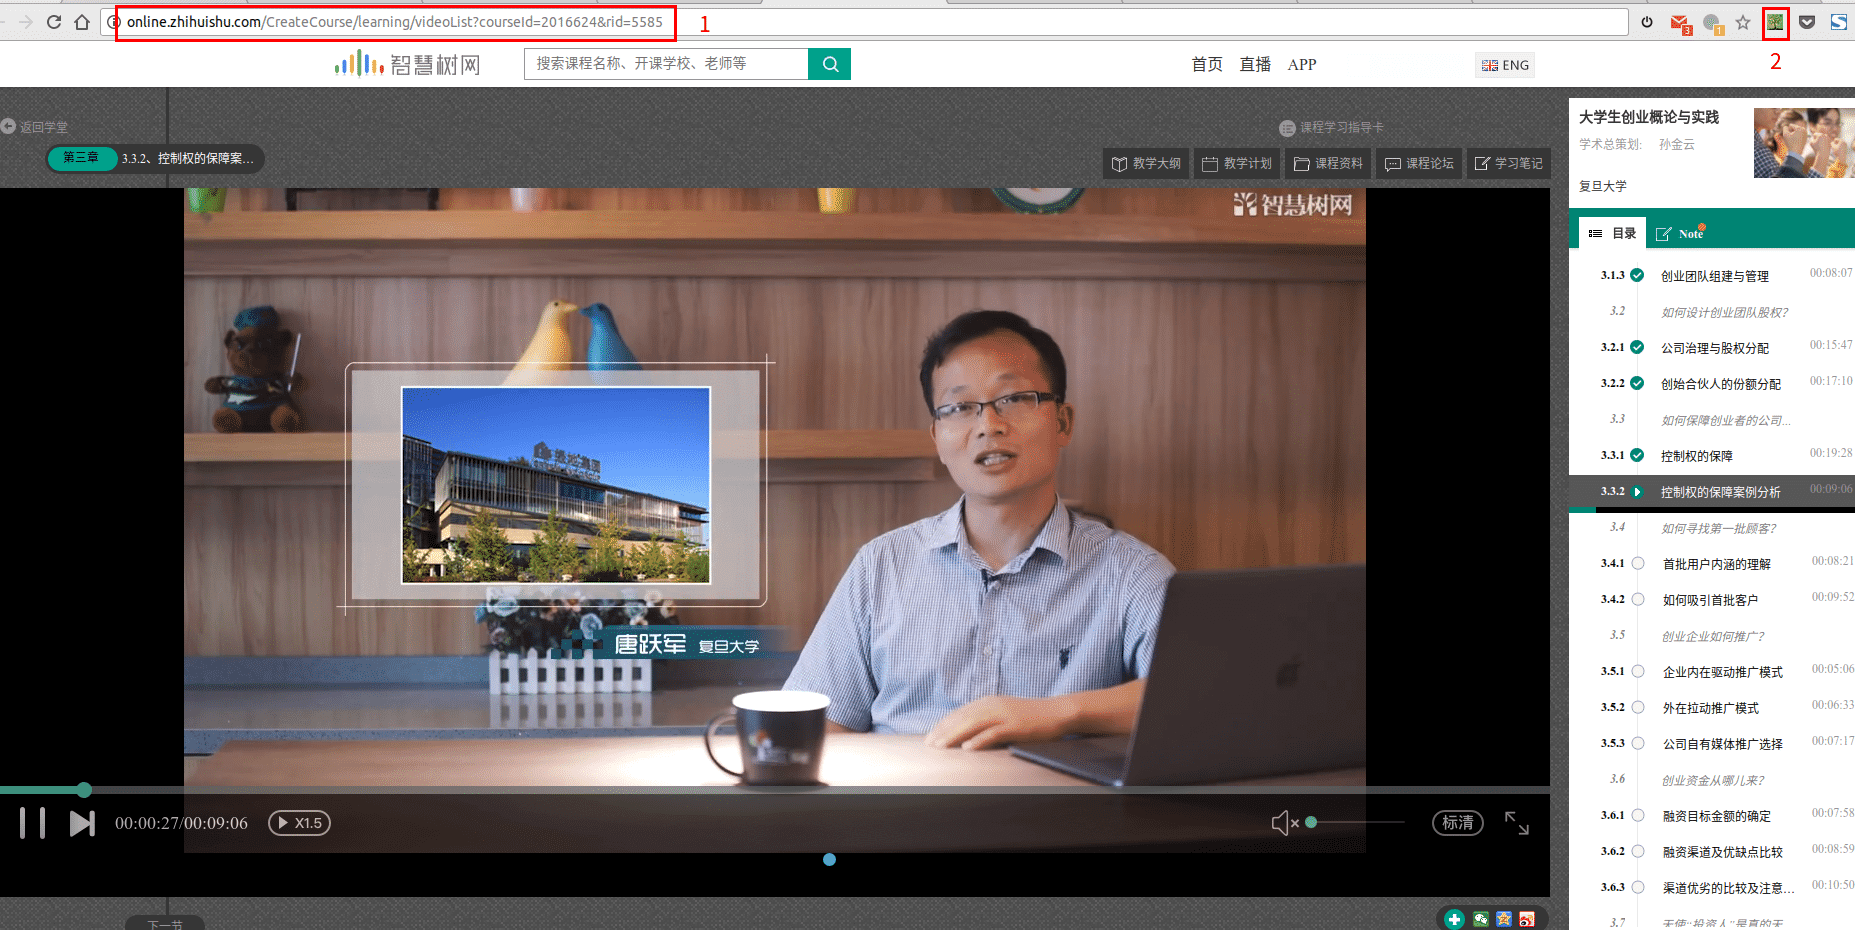 online.zhihuishu.com/CreateCourse/learning/videoList?courseId=2016624&rid=5585
1
3
1
2
智慧树网
搜索课程名称、开课学校、老师等
首页 直播 APP
ENG
返回学堂
第三章 3.3.2、控制权的保障案...
课程学习指导卡
教学大纲 教学计划 课程资料 课程论坛 学习笔记
智慧树网
唐跃军 复旦大学
00:00:27/00:09:06 X1.5
标清
下一节
大学生创业概论与实践
学术总策划: 孙金云
复旦大学
目录 Note
3.1.3 创业团队组建与管理 00:08:07
3.2 如何设计创业团队股权?
3.2.1 公司治理与股权分配 00:15:47
3.2.2 创始合伙人的份额分配 00:17:10
3.3 如何保障创业者的公司...
3.3.1 控制权的保障 00:19:28
3.3.2 控制权的保障案例分析 00:09:06
3.4 如何寻找第一批顾客?
3.4.1 首批用户内涵的理解 00:08:21
3.4.2 如何吸引首批客户 00:09:52
3.5 创业企业如何推广?
3.5.1 企业内在驱动推广模式 00:05:06
3.5.2 外在拉动推广模式 00:06:33
3.5.3 公司自有媒体推广选择 00:07:17
3.6 创业资金从哪儿来?
3.6.1 融资目标金额的确定 00:07:58
3.6.2 融资渠道及优缺点比较 00:08:59
3.6.3 渠道优劣的比较及注意... 00:10:50
3.7 天使“投资人”是真的天